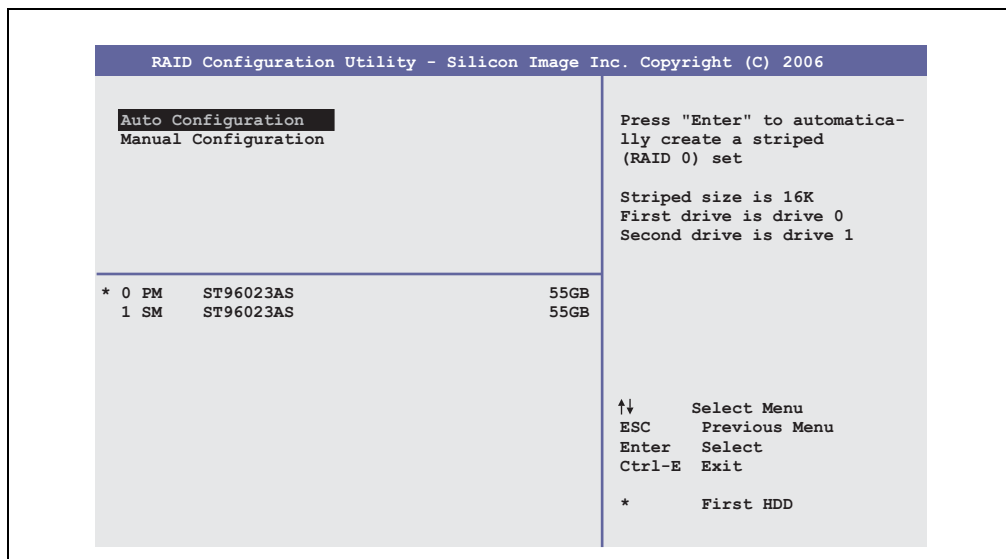 RAID Configuration Utility - Silicon Image Inc. Copyright (C) 2006
Auto Configuration
Manual Configuration
* 0 PM ST96023AS 55GB
1 SM ST96023AS 55GB
Press "Enter" to automatica-
lly create a striped
(RAID 0) set
Striped size is 16K
First drive is drive 0
Second drive is drive 1
↑↓ Select Menu
ESC Previous Menu
Enter Select
Ctrl-E Exit
* First HDD